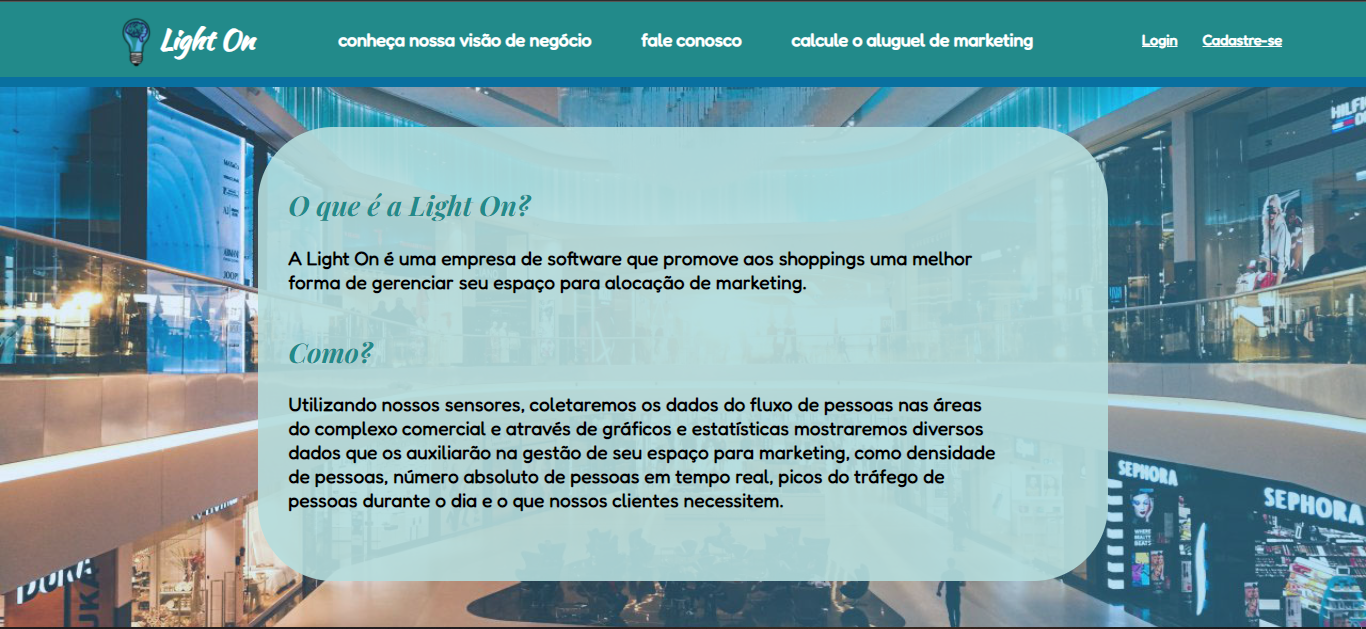 Light On
conheça nossa visão de negócio
fale conosco
calcule o aluguel de marketing
Login
Cadastre-se
O que é a Light On?
A Light On é uma empresa de software que promove aos shoppings uma melhor
forma de gerenciar seu espaço para alocação de marketing.
Como?
Utilizando nossos sensores, coletaremos os dados do fluxo de pessoas nas áreas
do complexo comercial e através de gráficos e estatísticas mostraremos diversos
dados que os auxiliarão na gestão de seu espaço para marketing, como densidade
de pessoas, número absoluto de pessoas em tempo real, picos do tráfego de
pessoas durante o dia e o que nossos clientes necessitem.
SEPHORA
SEPHORA